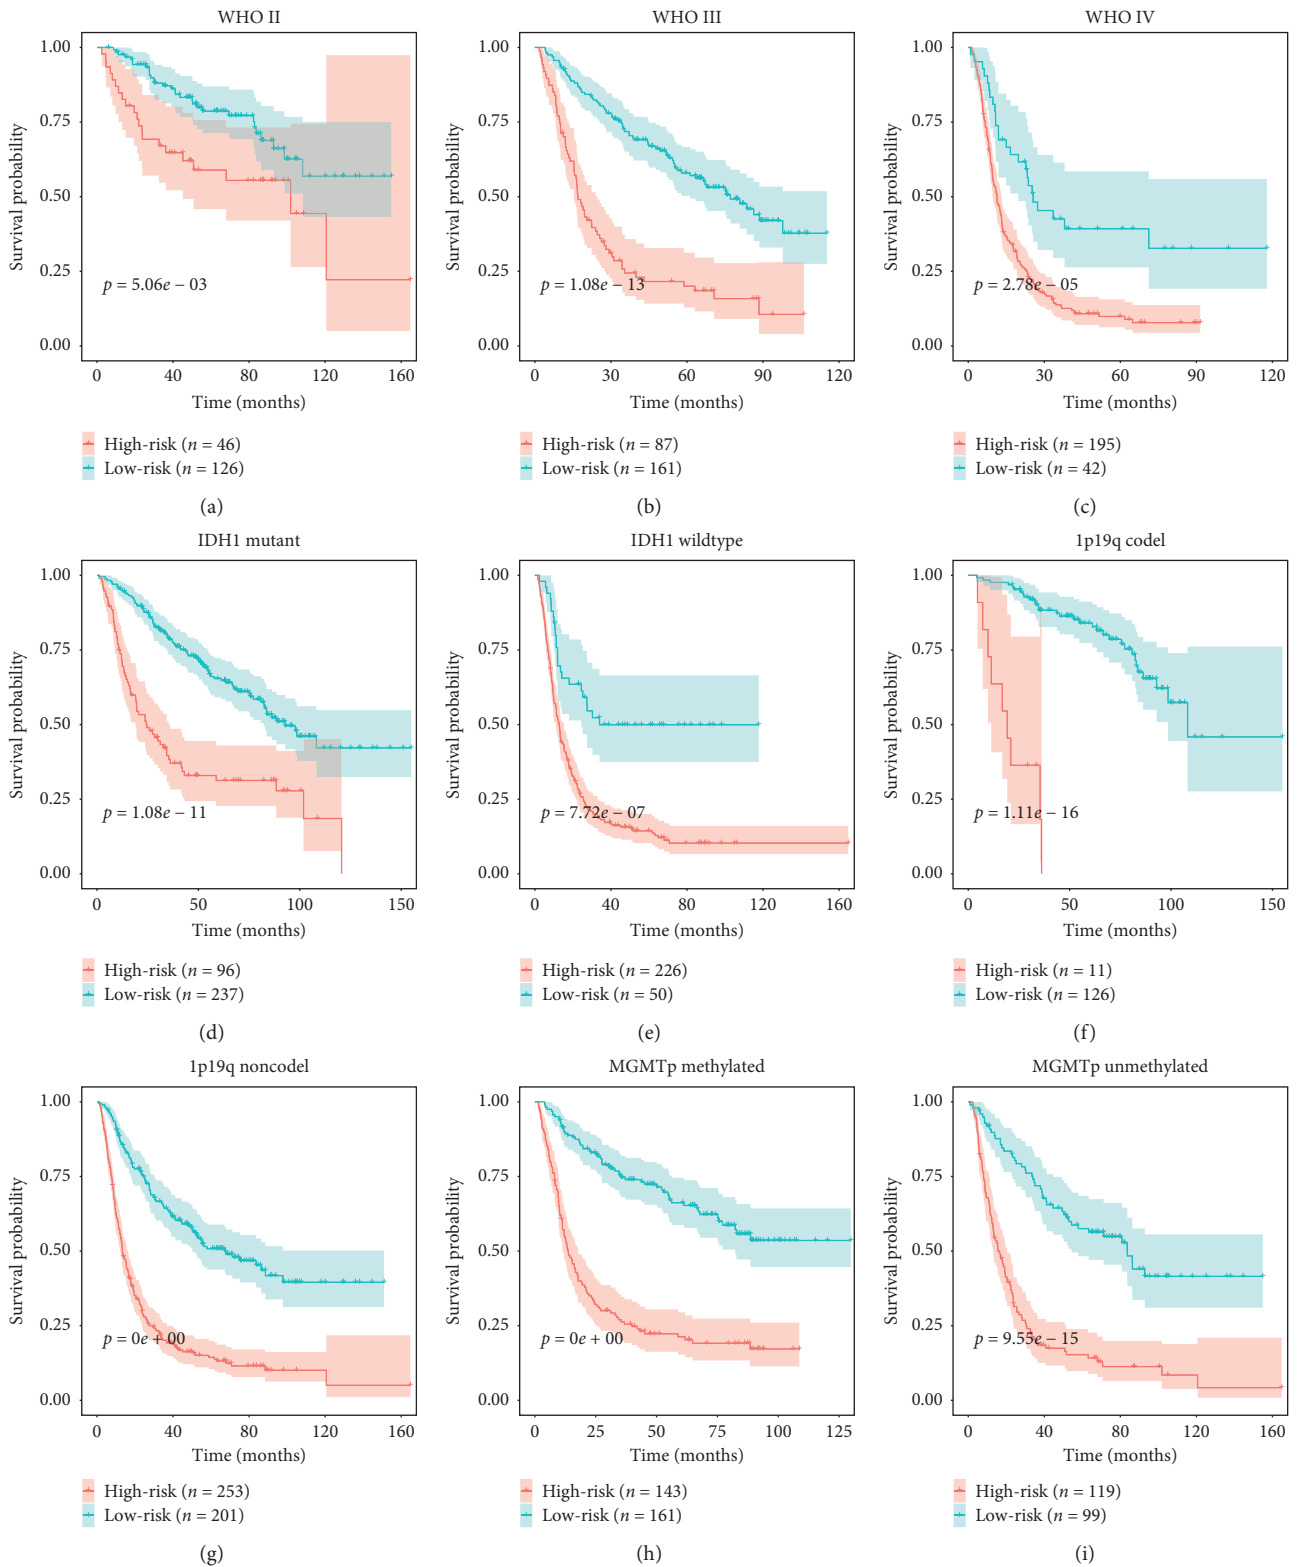 WHO II
1.00
0.75
0.50
0.25
0.00
Survival probability
p = 5.06e − 03
0 40 80 120 160
Time (months)
High-risk (n = 46)
Low-risk (n = 126)
(a)
WHO III
1.00
0.75
0.50
0.25
0.00
Survival probability
p = 1.08e − 13
0 30 60 90 120
Time (months)
High-risk (n = 87)
Low-risk (n = 161)
(b)
WHO IV
1.00
0.75
0.50
0.25
0.00
Survival probability
p = 2.78e − 05
0 30 60 90 120
Time (months)
High-risk (n = 195)
Low-risk (n = 42)
(c)
IDH1 mutant
1.00
0.75
0.50
0.25
0.00
Survival probability
p = 1.08e − 11
0 50 100 150
Time (months)
High-risk (n = 96)
Low-risk (n = 237)
(d)
IDH1 wildtype
1.00
0.75
0.50
0.25
0.00
Survival probability
p = 7.72e − 07
0 40 80 120 160
Time (months)
High-risk (n = 226)
Low-risk (n = 50)
(e)
1p19q codel
1.00
0.75
0.50
0.25
0.00
Survival probability
p = 1.11e − 16
0 50 100 150
Time (months)
High-risk (n = 11)
Low-risk (n = 126)
(f)
1p19q noncodel
1.00
0.75
0.50
0.25
0.00
Survival probability
p = 0e + 00
0 40 80 120 160
Time (months)
High-risk (n = 253)
Low-risk (n = 201)
(g)
MGMTp methylated
1.00
0.75
0.50
0.25
0.00
Survival probability
p = 0e + 00
0 25 50 75 100 125
Time (months)
High-risk (n = 143)
Low-risk (n = 161)
(h)
MGMTp unmethylated
1.00
0.75
0.50
0.25
0.00
Survival probability
p = 9.55e − 15
0 40 80 120 160
Time (months)
High-risk (n = 119)
Low-risk (n = 99)
(i)